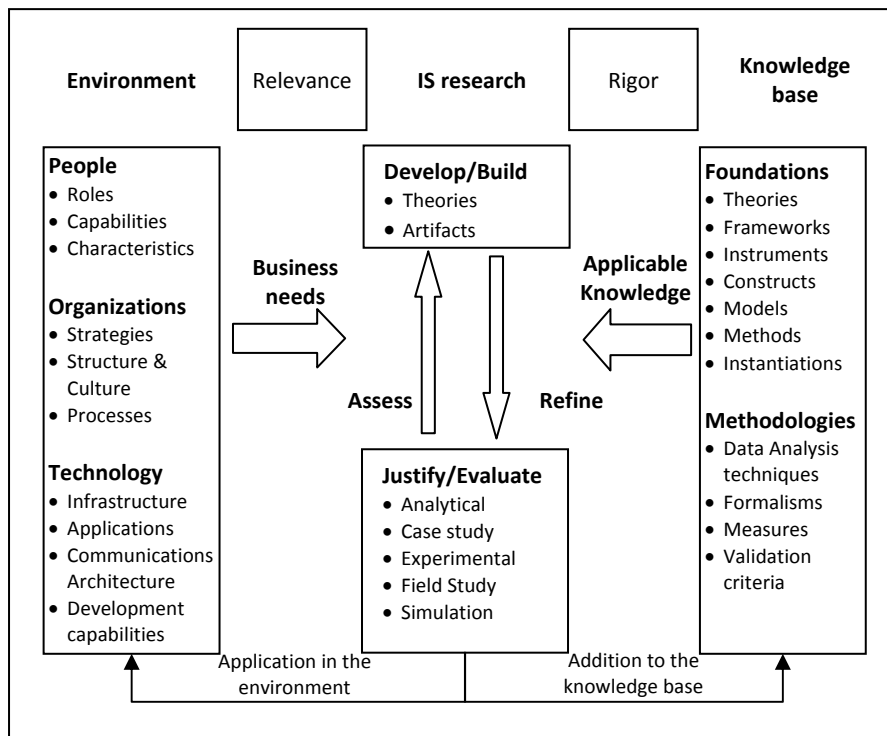 Environment
Relevance
IS research
Rigor
Knowledge
base
People
• Roles
• Capabilities
• Characteristics
Organizations
• Strategies
• Structure &
Culture
• Processes
Technology
• Infrastructure
• Applications
• Communications
Architecture
• Development
capabilities
Business
needs
Develop/Build
• Theories
• Artifacts
Assess
Refine
Justify/Evaluate
• Analytical
• Case study
• Experimental
• Field Study
• Simulation
Applicable
Knowledge
Foundations
• Theories
• Frameworks
• Instruments
• Constructs
• Models
• Methods
• Instantiations
Methodologies
• Data Analysis
techniques
• Formalisms
• Measures
• Validation
criteria
Application in the
environment
Addition to the
knowledge base